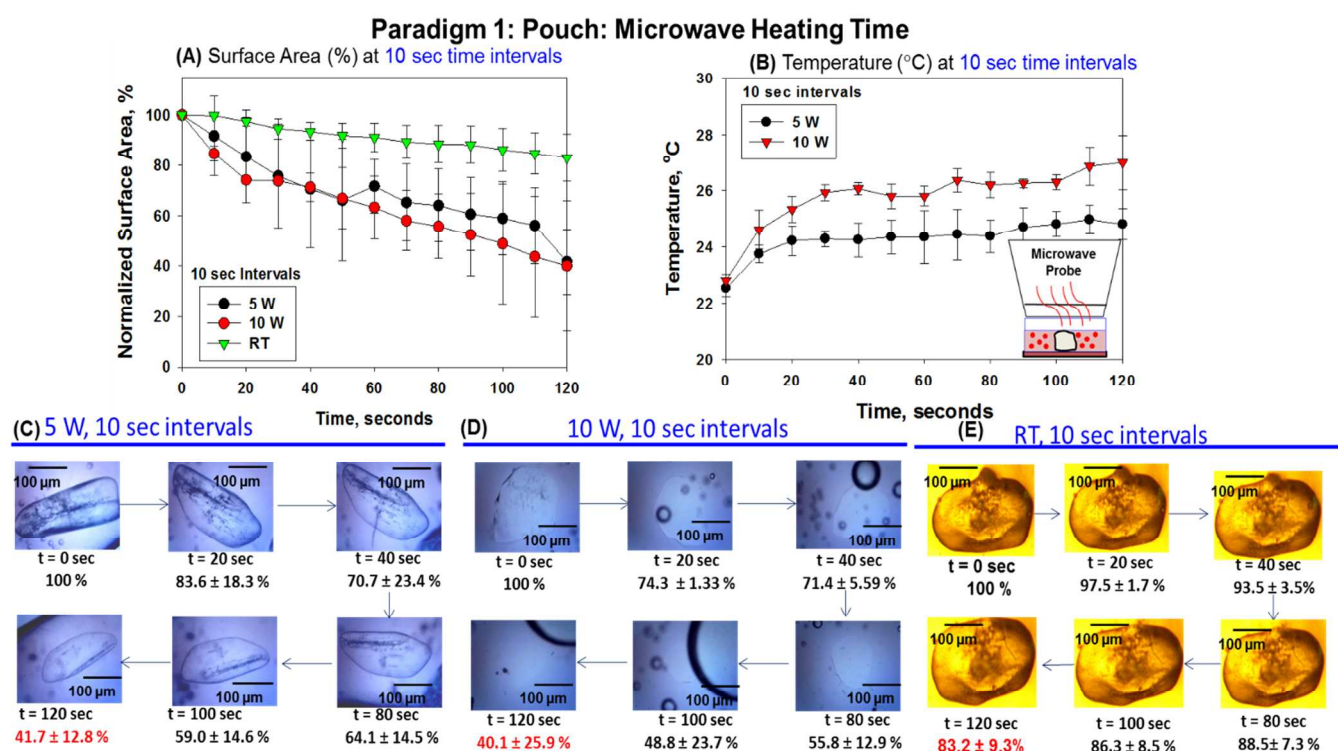 Paradigm 1: Pouch: Microwave Heating Time
(A) Surface Area (%) at 10 sec time intervals
Normalized Surface Area, %
100
80
60
40
20
0
10 sec Intervals
5 W
10 W
RT
0 20 40 60 80 100 120
Time, seconds
(B) Temperature (°C) at 10 sec time intervals
Temperature, °C
30
28
26
24
22
20
10 sec intervals
5 W
10 W
Microwave
Probe
0 20 40 60 80 100 120
Time, seconds
(C) 5 W, 10 sec intervals
100 µm
t = 0 sec
100 %
100 µm
t = 20 sec
83.6 ± 18.3 %
100 µm
t = 40 sec
70.7 ± 23.4 %
100 µm
t = 120 sec
41.7 ± 12.8 %
100 µm
t = 100 sec
59.0 ± 14.6 %
100 µm
t = 80 sec
64.1 ± 14.5 %
(D) 10 W, 10 sec intervals
100 µm
t = 0 sec
100 %
100 µm
t = 20 sec
74.3 ± 1.33 %
100 µm
t = 40 sec
71.4 ± 5.59 %
100 µm
t = 120 sec
40.1 ± 25.9 %
100 µm
t = 100 sec
48.8 ± 23.7 %
100 µm
t = 80 sec
55.8 ± 12.9 %
(E) RT, 10 sec intervals
100 µm
t = 0 sec
100 %
100 µm
t = 20 sec
97.5 ± 1.7 %
100 µm
t = 40 sec
93.5 ± 3.5%
100 µm
t = 120 sec
83.2 ± 9.3%
100 µm
t = 100 sec
86.3 ± 8.5 %
100 µm
t = 80 sec
88.5 ± 7.3 %